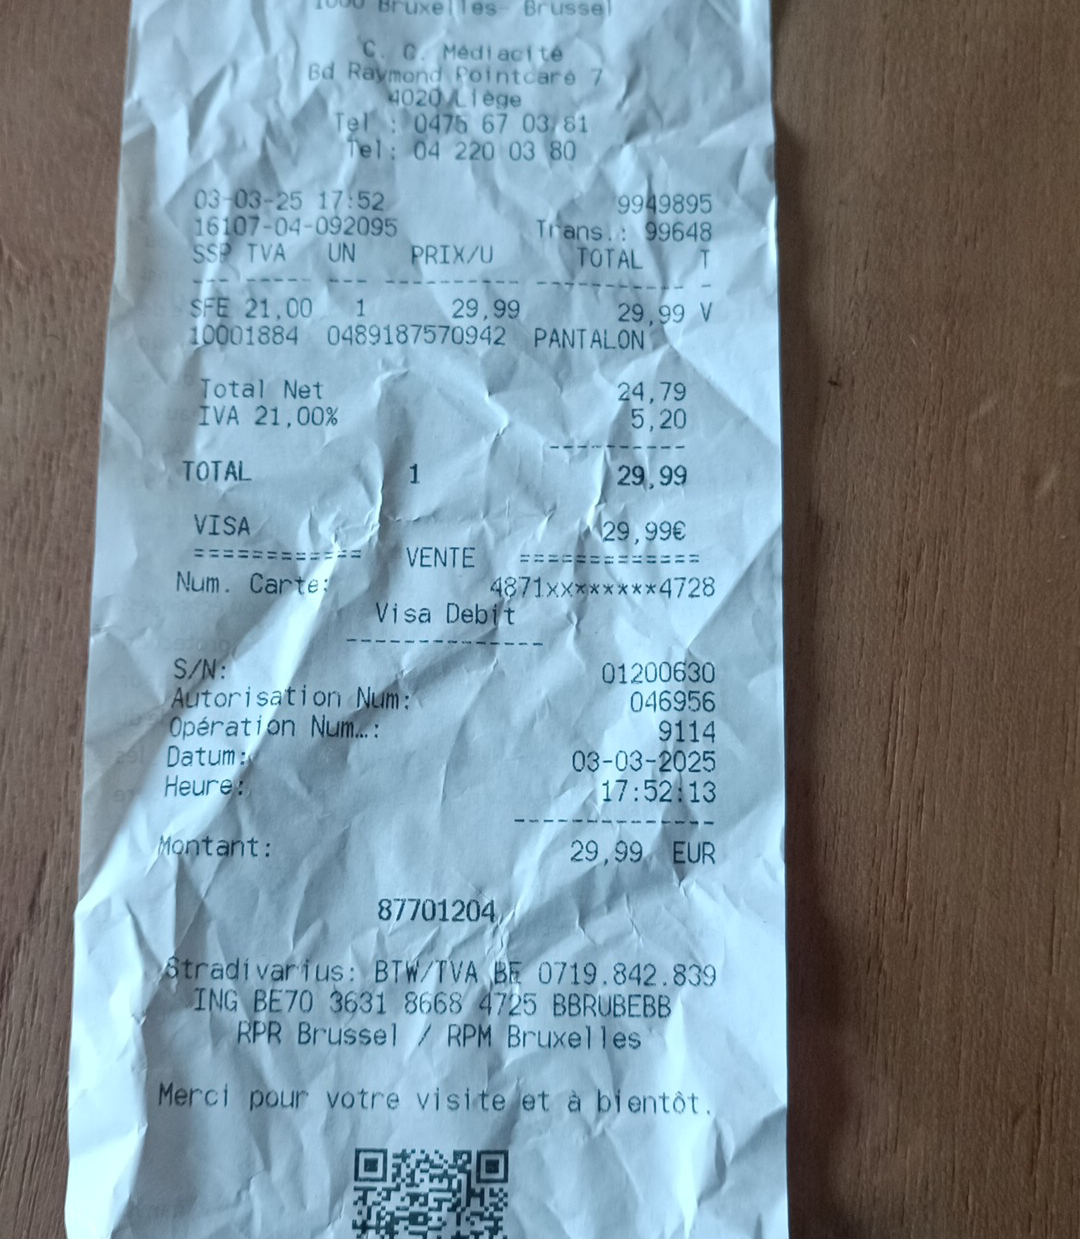 1000 Bruxelles- Brussel
C. C. Médiacité
Bd Raymond Pointcaré 7
4020 Liège
Tel : 0475 67 03 81
Tel: 04 220 03 80
03-03-25 17:52 9949895
16107-04-092095 Trans.: 99648
SSP TVA UN PRIX/U TOTAL T
--- ----- --- ---------- ----------- -
SFE 21,00 1 29,99 29,99 V
10001884 0489187570942 PANTALON
Total Net 24,79
IVA 21,00% 5,20
----------
TOTAL 1 29,99
VISA 29,99€
============ VENTE =============
Num. Carte: 4871xx××××××4728
Visa Debit
--------------
S/N: 01200630
Autorisation Num: 046956
Opération Num…: 9114
Datum: 03-03-2025
Heure: 17:52:13
--------------
Montant: 29,99 EUR
87701204
Stradivarius: BTW/TVA BE 0719.842.839
ING BE70 3631 8668 4725 BBRUBEBB
RPR Brussel / RPM Bruxelles
Merci pour votre visite et à bientôt.